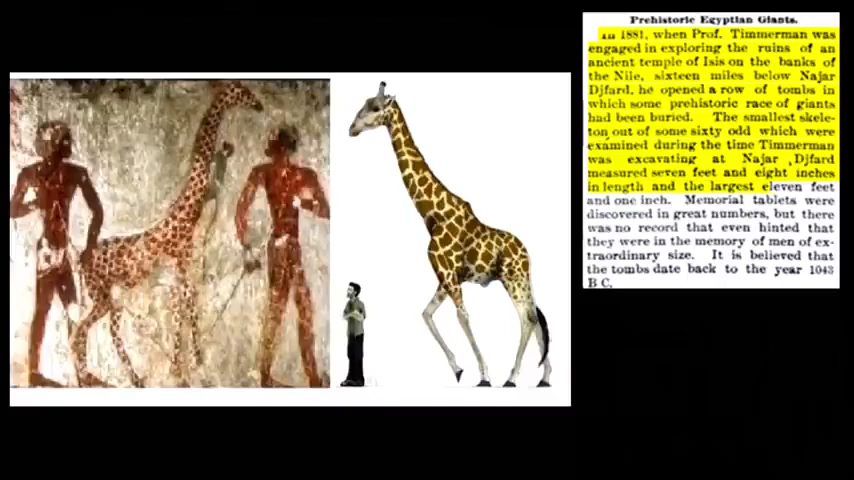 Prehistoric Egyptian Giants.
In 1881, when Prof. Timmerman was
engaged in exploring the ruins of an
ancient temple of Isis on the banks of
the Nile, sixteen miles below Najar
Djfard, he opened a row of tombs in
which some prehistoric race of giants
had been buried. The smallest skele-
ton out of some sixty odd which were
examined during the time Timmerman
was excavating at Najar Djfard
measured seven feet and eight inches
in length and the largest eleven feet
and one inch. Memorial tablets were
discovered in great numbers, but there
was no record that even hinted that
they were in the memory of men of ex-
traordinary size. It is believed that
the tombs date back to the year 1043
B C.